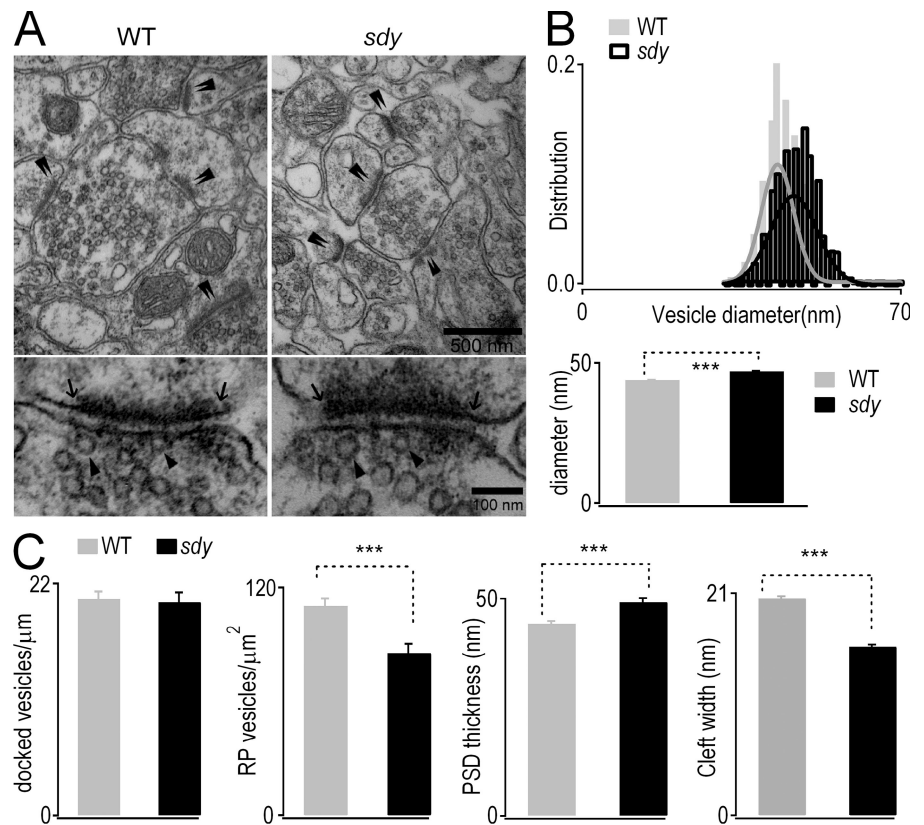 A
WT
sdy
500 nm
100 nm
B
WT
sdy
0.2
Distribution
0.0
0
Vesicle diameter(nm)
70
50
diameter (nm)
0
***
WT
sdy
C
WT
sdy
22
docked vesicles/μm
0
120
RP vesicles/μm²
0
***
50
PSD thickness (nm)
0
***
21
Cleft width (nm)
0
***